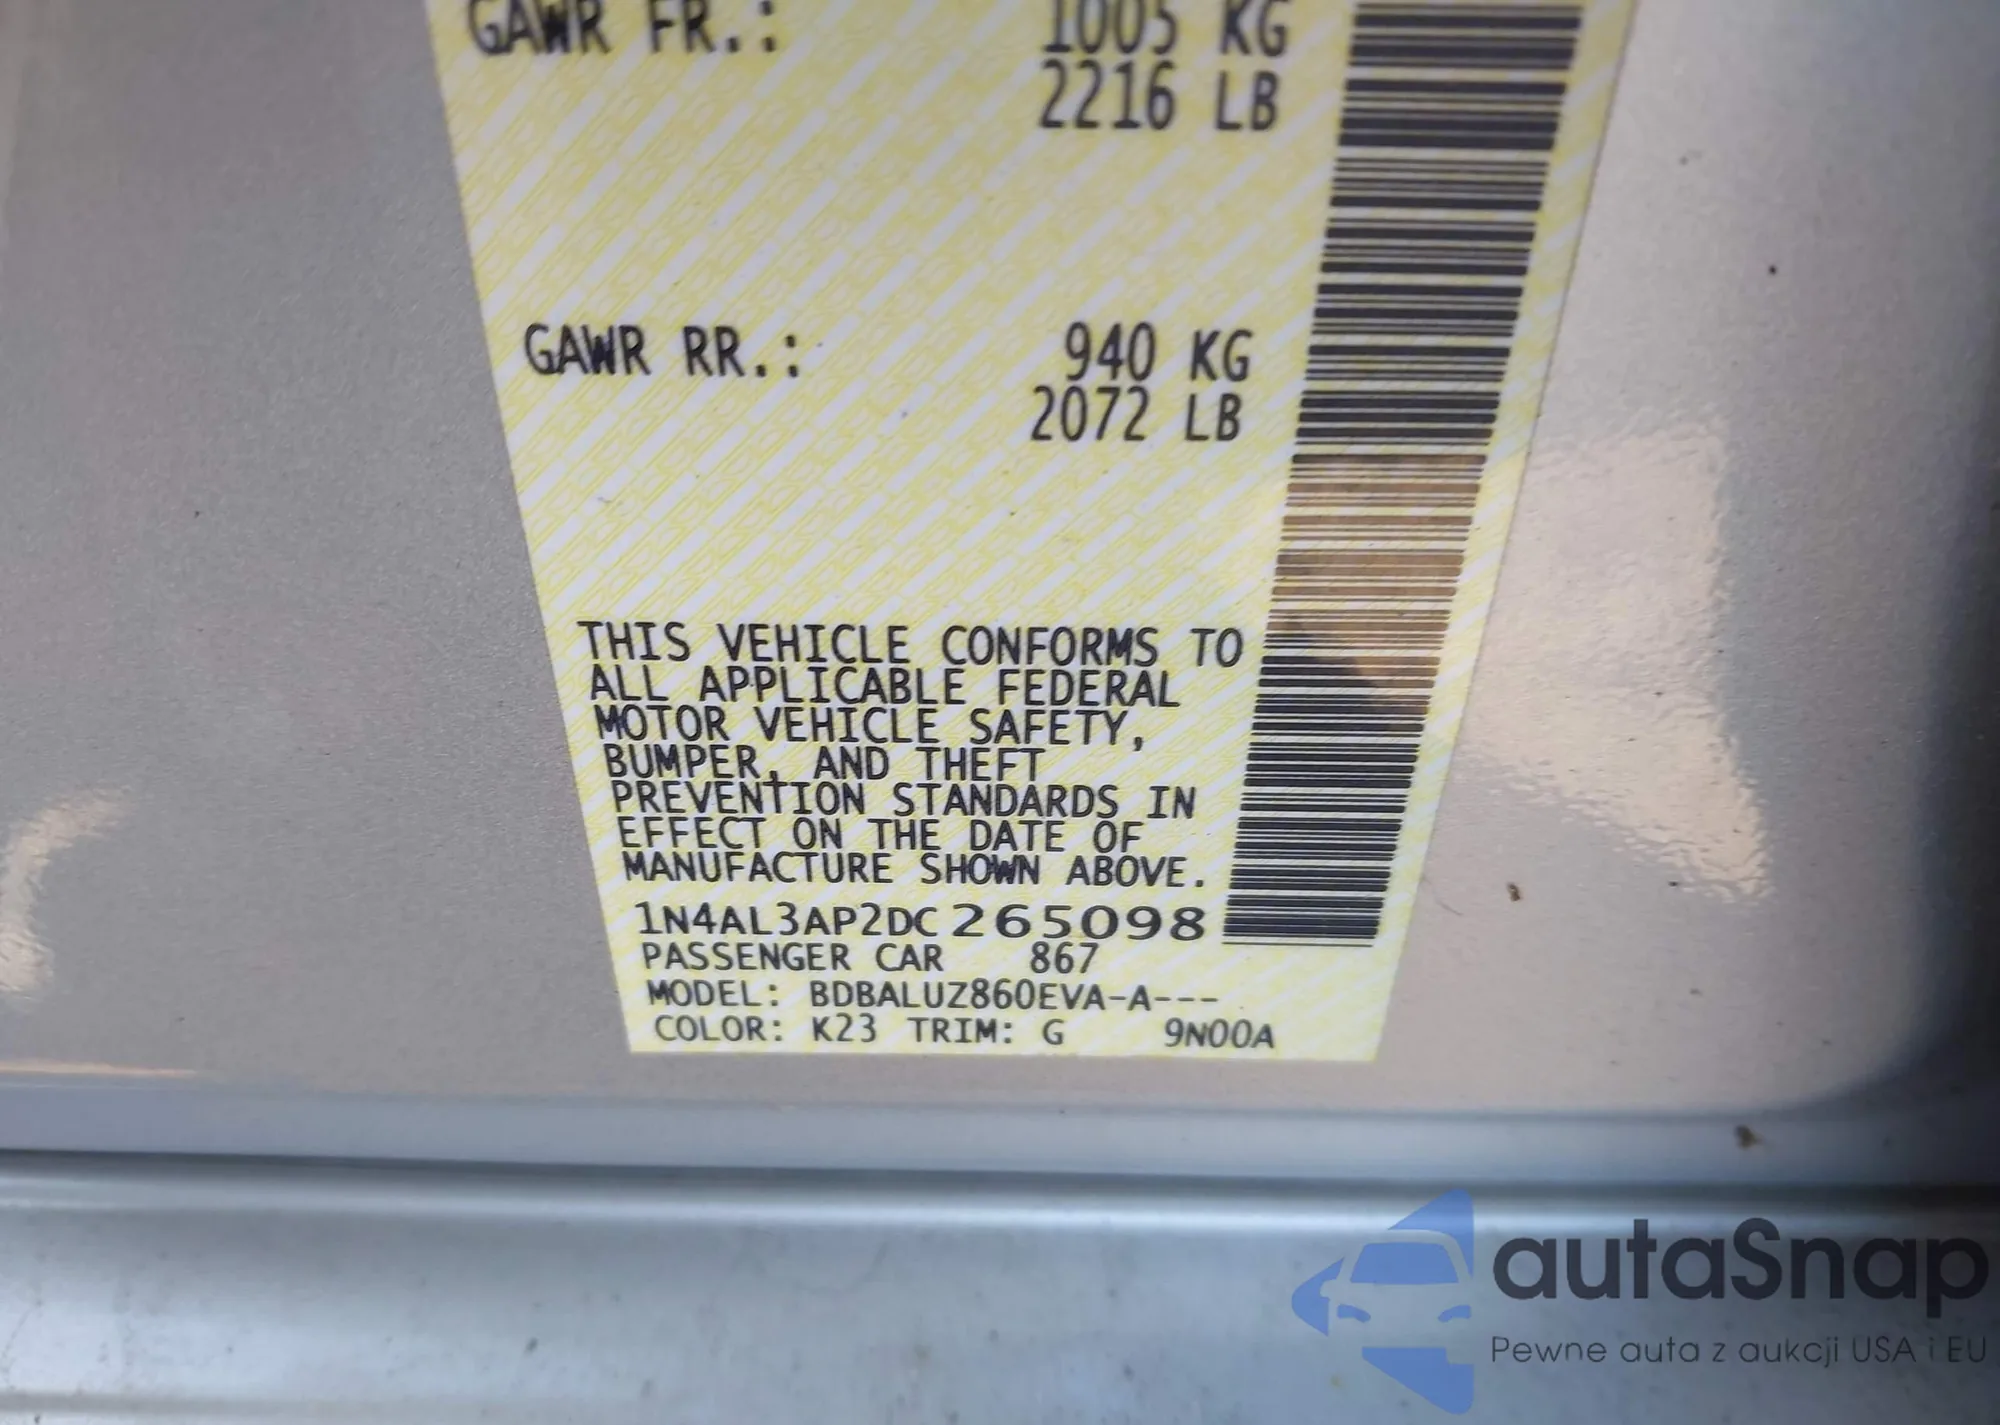 GAWR FR.: 1005 KG
2216 LB
GAWR RR.: 940 KG
2072 LB
THIS VEHICLE CONFORMS TO
ALL APPLICABLE FEDERAL
MOTOR VEHICLE SAFETY,
BUMPER, AND THEFT
PREVENTION STANDARDS IN
EFFECT ON THE DATE OF
MANUFACTURE SHOWN ABOVE.
1N4AL3AP2DC265098
PASSENGER CAR 867
MODEL: BDBALUZ860EVA-A---
COLOR: K23 TRIM: G 9N00A
autaSnap
Pewne auta z aukcji USA i EU